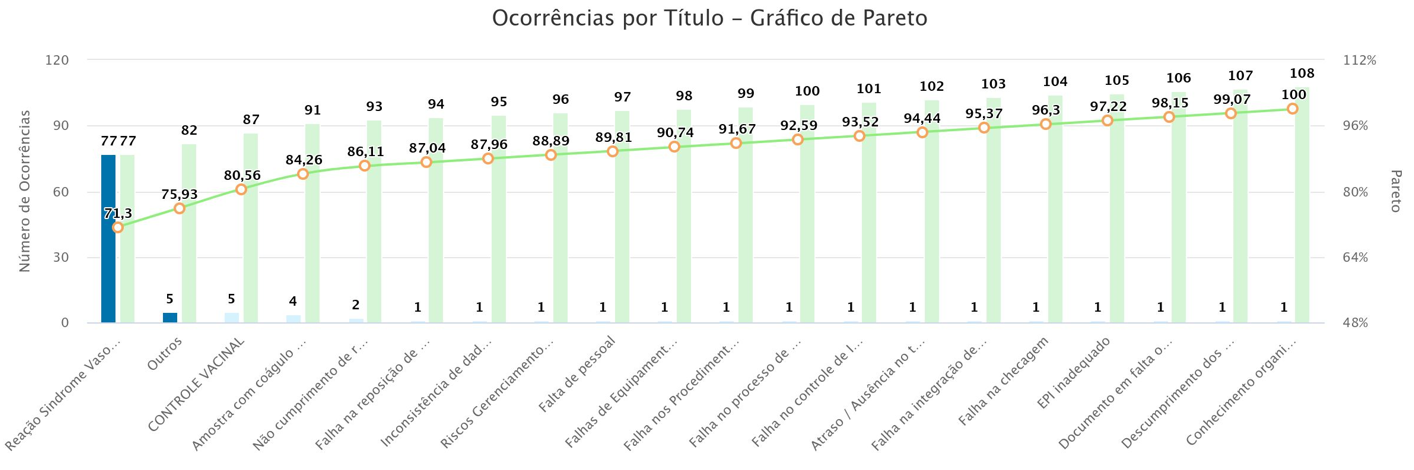 Ocorrências por Título – Gráfico de Pareto
Número de Ocorrências
120
90
60
30
0
112%
96%
80%
64%
48%
Pareto
77 77 82 87 91 93 94 95 96 97 98 99 100 101 102 103 104 105 106 107 108
71,3 75,93 80,56 84,26 86,11 87,04 87,96 88,89 89,81 90,74 91,67 92,59 93,52 94,44 95,37 96,3 97,22 98,15 99,07 100
5 5 4 2 1 1 1 1 1 1 1 1 1 1 1 1 1 1 1
Reação Sindrome Vaso...
Outros
CONTROLE VACINAL
Amostra com coágulo ...
Não cumprimento de r...
Falha na reposição de ...
Inconsistência de dad...
Riscos Gerenciamento...
Falta de pessoal
Falhas de Equipament...
Falha nos Procediment...
Falha no processo de ...
Falha no controle de l...
Atraso / Ausência no t...
Falha na integração de...
Falha na checagem
EPI inadequado
Documento em falta o...
Descumprimento dos ...
Conhecimento organi...